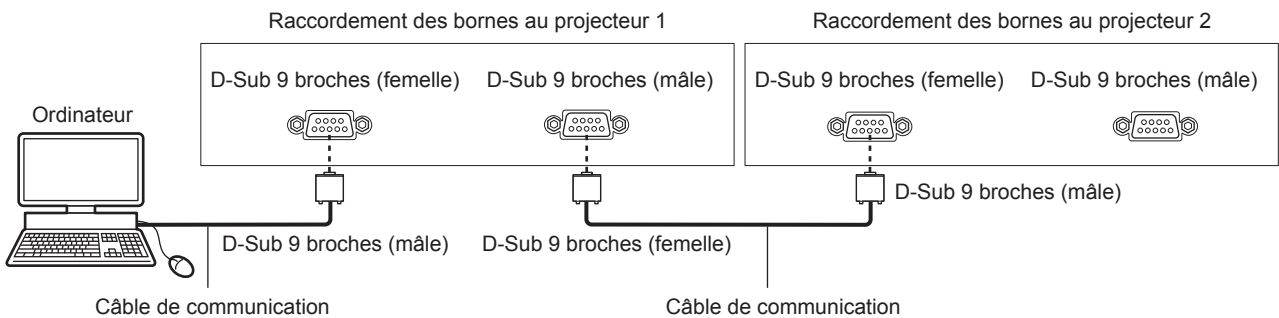 Raccordement des bornes au projecteur 1
Raccordement des bornes au projecteur 2
D-Sub 9 broches (femelle)
D-Sub 9 broches (mâle)
D-Sub 9 broches (femelle)
D-Sub 9 broches (mâle)
Ordinateur
D-Sub 9 broches (mâle)
D-Sub 9 broches (mâle)
D-Sub 9 broches (femelle)
Câble de communication
Câble de communication